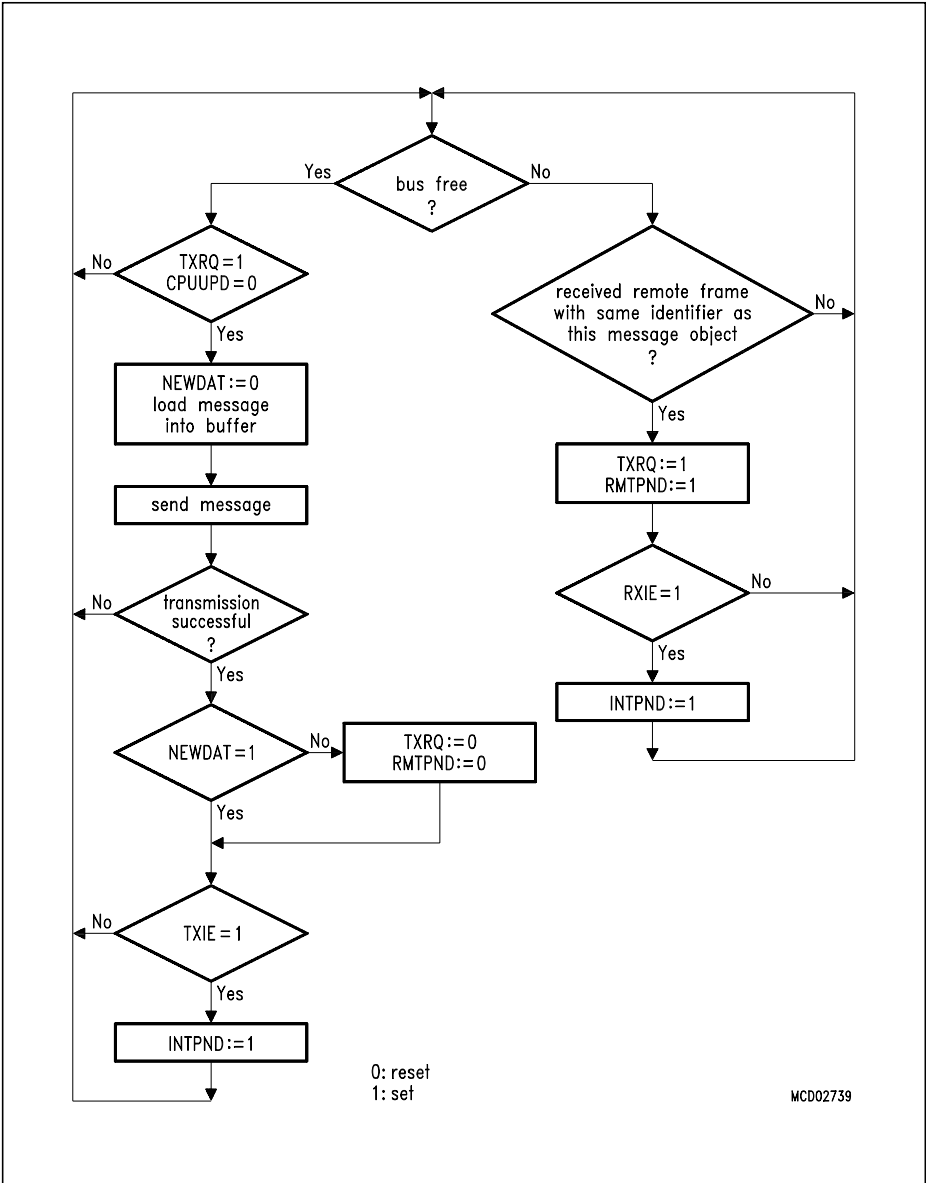 Yes
No
bus free
?
No
TXRQ=1
CPUUPD=0
Yes
NEWDAT:=0
load message
into buffer
send message
No
transmission
successful
?
Yes
NEWDAT=1
No
TXRQ:=0
RMTPND:=0
Yes
No
TXIE=1
Yes
INTPND:=1
received remote frame
with same identifier as
this message object
?
No
Yes
TXRQ:=1
RMTPND:=1
RXIE=1
No
Yes
INTPND:=1
0: reset
1: set
MCD02739